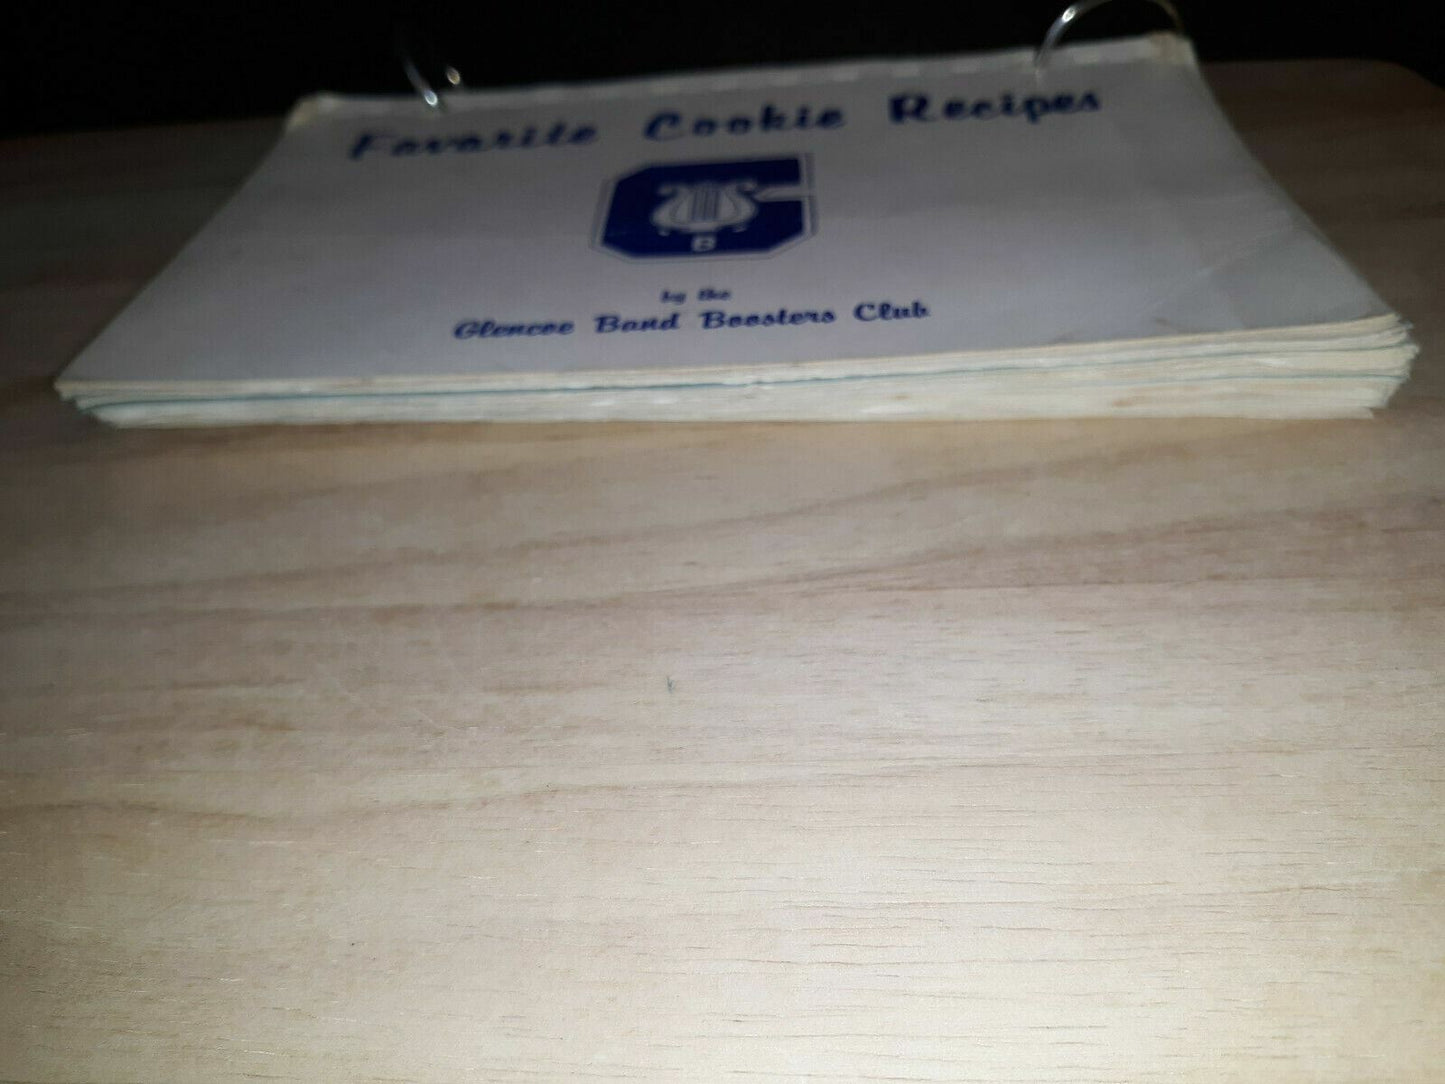 Favorite Cookie Recipes
B
by the
Glencoe Band Boosters Club